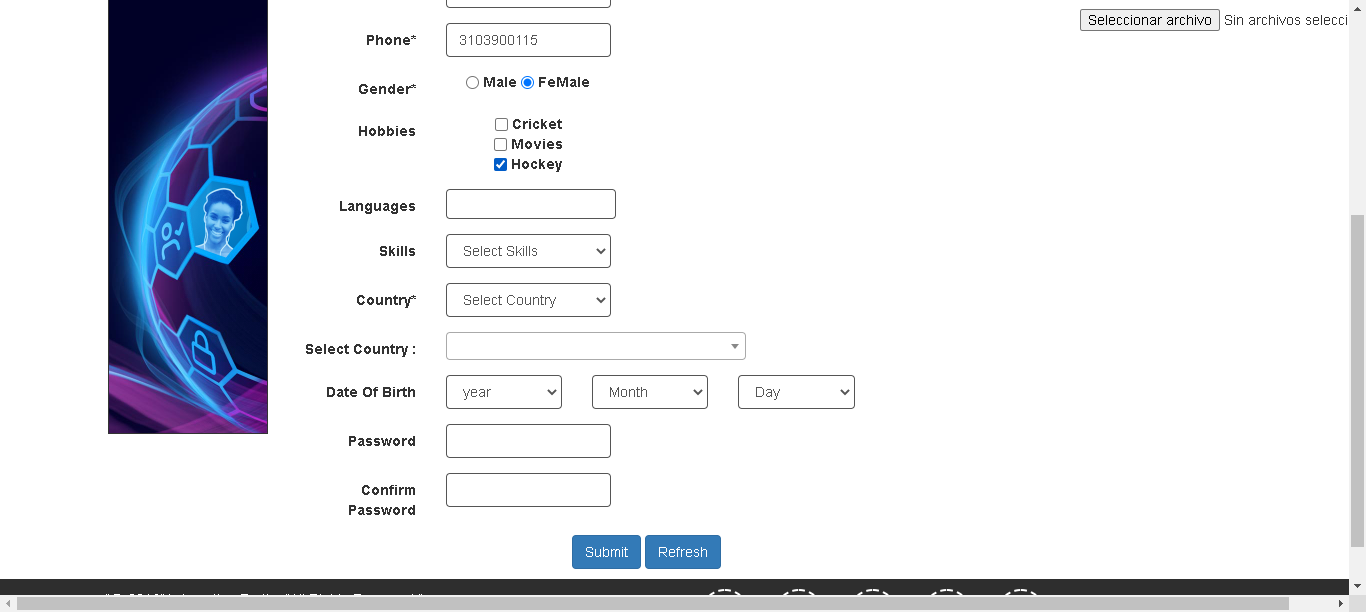 Seleccionar archivo Sin archivos selecci
Phone* 3103900115
Gender* Male FeMale
Hobbies Cricket
Movies
Hockey
Languages
Skills Select Skills
Country* Select Country
Select Country :
Date Of Birth year Month Day
Password
Confirm
Password
Submit Refresh